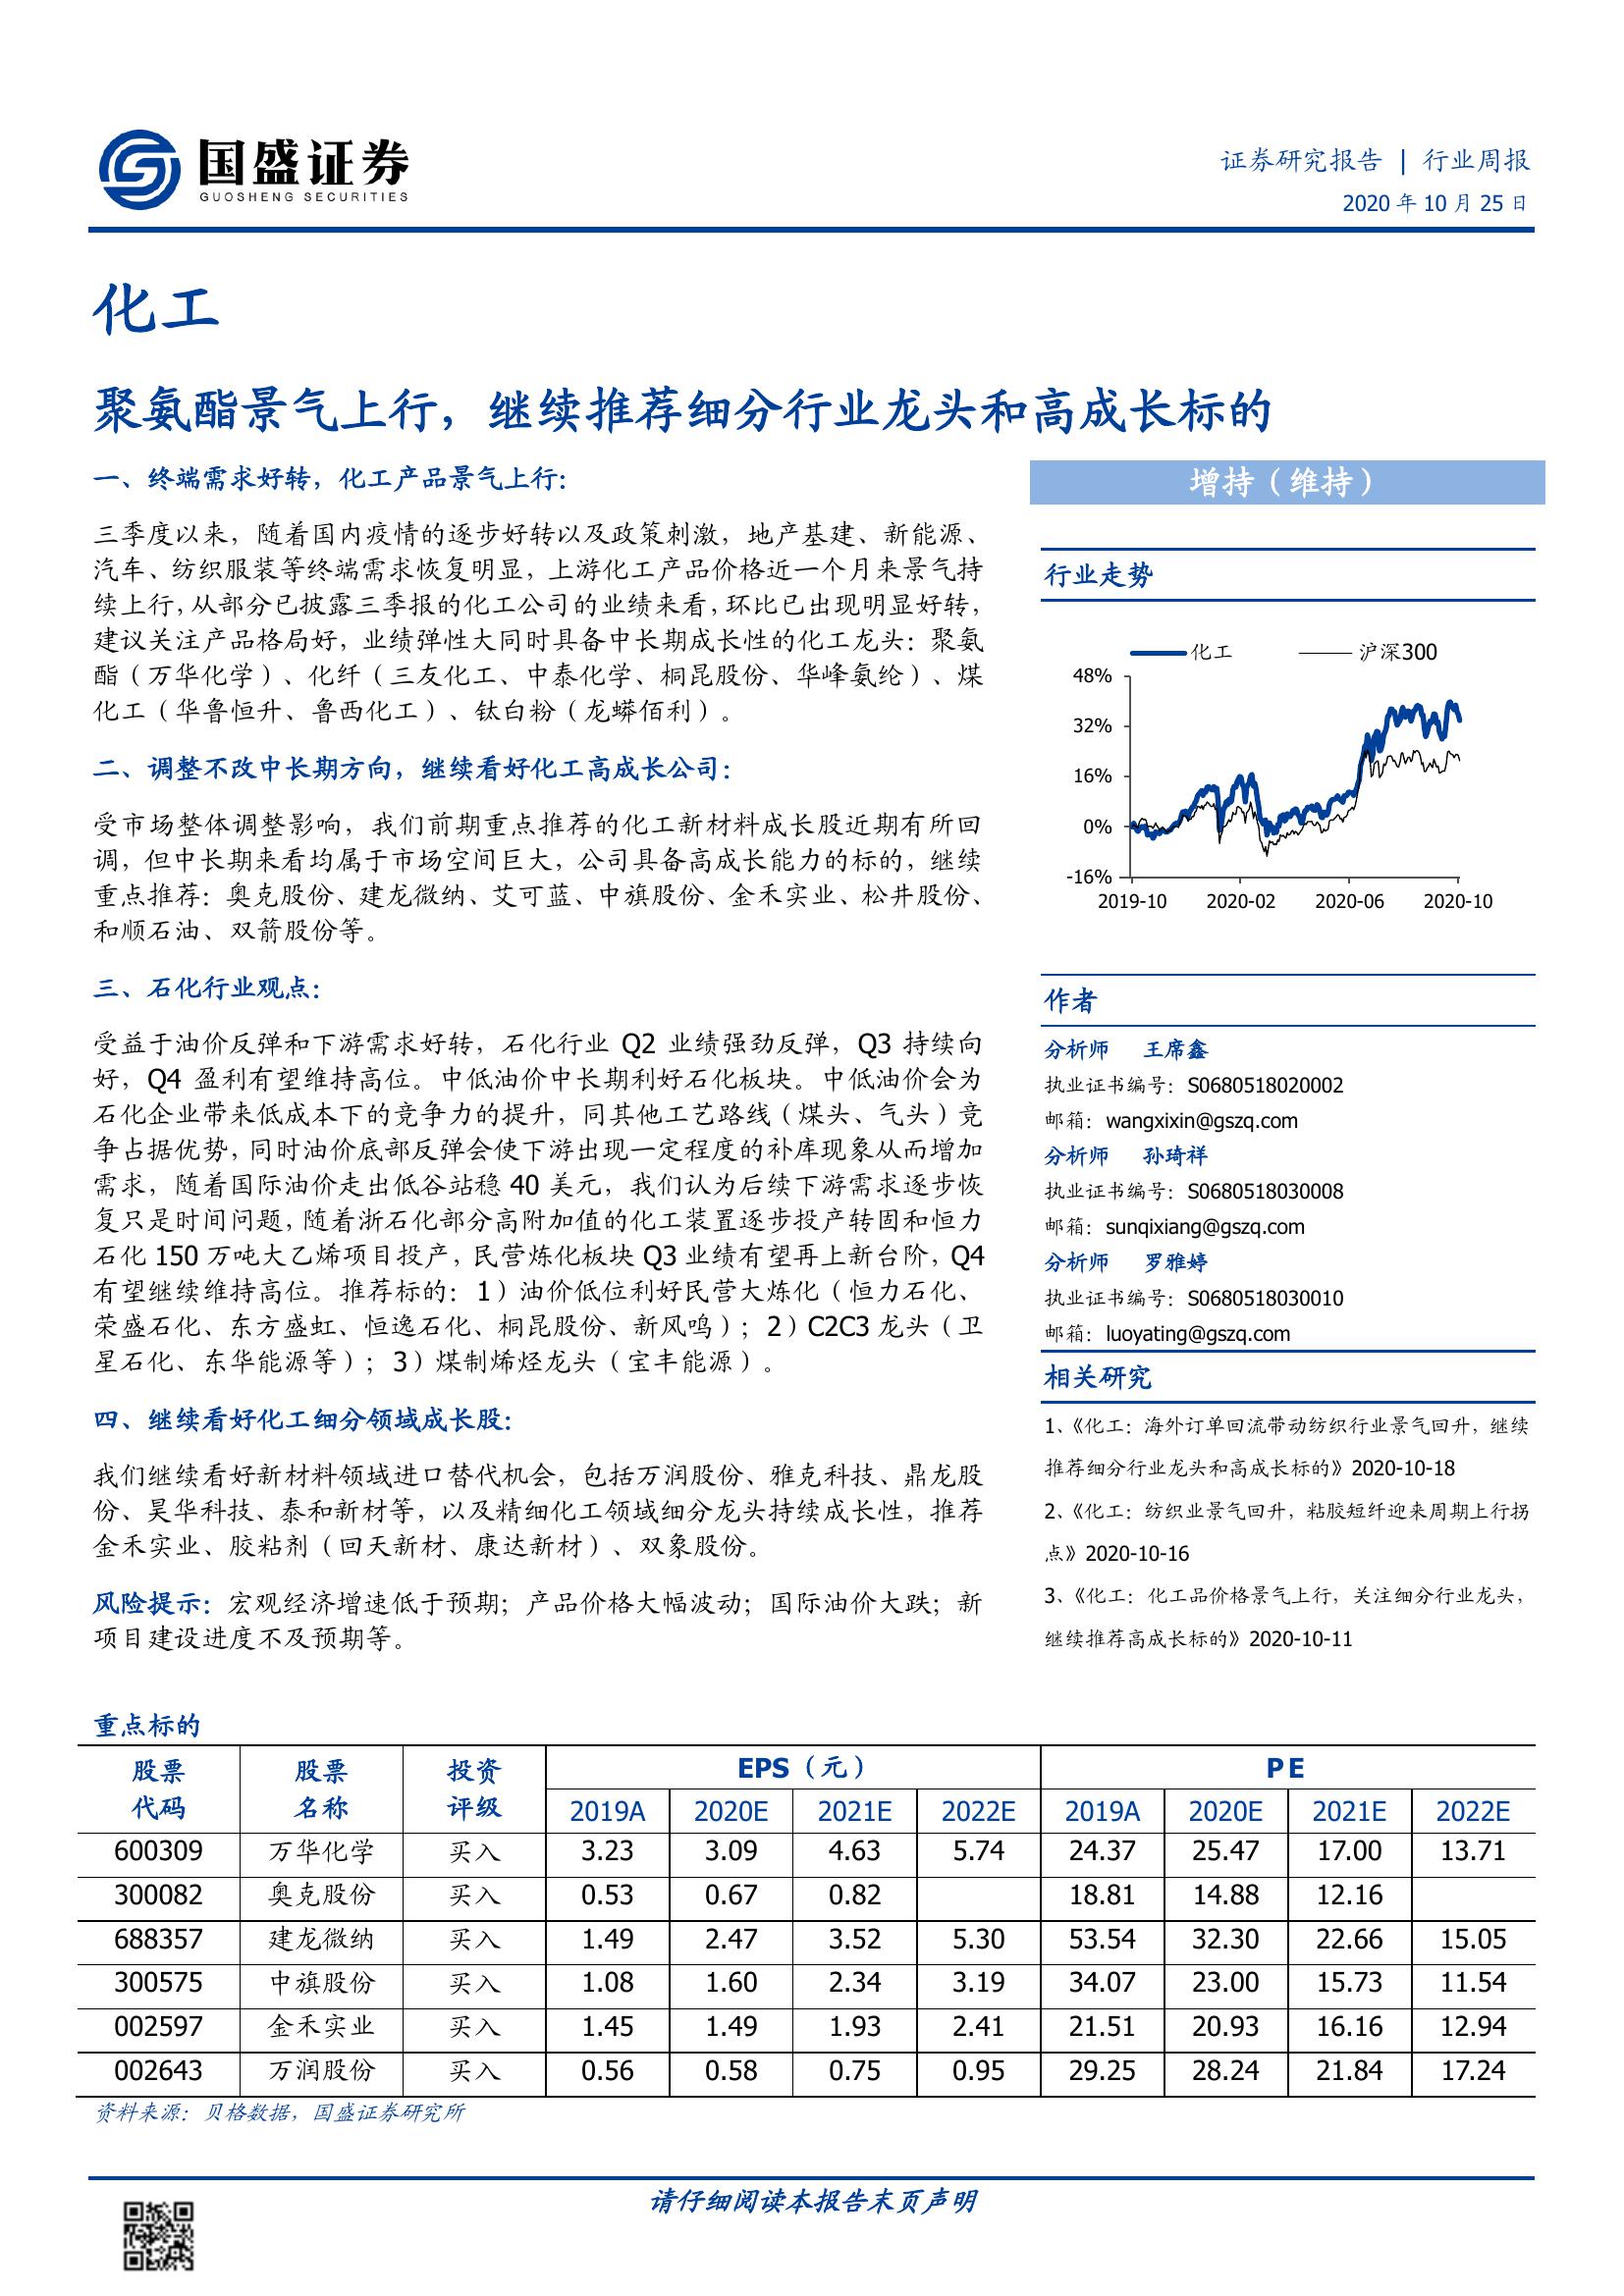 国盛证券
GUOSHENG SECURITIES
证券研究报告 | 行业周报
2020 年 10 月 25 日
化工
聚氨酯景气上行，继续推荐细分行业龙头和高成长标的
一、终端需求好转，化工产品景气上行：
三季度以来，随着国内疫情的逐步好转以及政策刺激，地产基建、新能源、
汽车、纺织服装等终端需求恢复明显，上游化工产品价格近一个月来景气持
续上行，从部分已披露三季报的化工公司的业绩来看，环比已出现明显好转，
建议关注产品格局好，业绩弹性大同时具备中长期成长性的化工龙头：聚氨
酯（万华化学）、化纤（三友化工、中泰化学、桐昆股份、华峰氨纶）、煤
化工（华鲁恒升、鲁西化工）、钛白粉（龙蟒佰利）。
二、调整不改中长期方向，继续看好化工高成长公司：
受市场整体调整影响，我们前期重点推荐的化工新材料成长股近期有所回
调，但中长期来看均属于市场空间巨大，公司具备高成长能力的标的，继续
重点推荐：奥克股份、建龙微纳、艾可蓝、中旗股份、金禾实业、松井股份、
和顺石油、双箭股份等。
三、石化行业观点：
受益于油价反弹和下游需求好转，石化行业 Q2 业绩强劲反弹，Q3 持续向
好，Q4 盈利有望维持高位。中低油价中长期利好石化板块。中低油价会为
石化企业带来低成本下的竞争力的提升，同其他工艺路线（煤头、气头）竞
争占据优势，同时油价底部反弹会使下游出现一定程度的补库现象从而增加
需求，随着国际油价走出低谷站稳 40 美元，我们认为后续下游需求逐步恢
复只是时间问题，随着浙石化部分高附加值的化工装置逐步投产转固和恒力
石化 150 万吨大乙烯项目投产，民营炼化板块 Q3 业绩有望再上新台阶，Q4
有望继续维持高位。推荐标的：1）油价低位利好民营大炼化（恒力石化、
荣盛石化、东方盛虹、恒逸石化、桐昆股份、新凤鸣）；2）C2C3 龙头（卫
星石化、东华能源等）；3）煤制烯烃龙头（宝丰能源）。
四、继续看好化工细分领域成长股：
我们继续看好新材料领域进口替代机会，包括万润股份、雅克科技、鼎龙股
份、昊华科技、泰和新材等，以及精细化工领域细分龙头持续成长性，推荐
金禾实业、胶粘剂（回天新材、康达新材）、双象股份。
风险提示：宏观经济增速低于预期；产品价格大幅波动；国际油价大跌；新
项目建设进度不及预期等。
增持（维持）
行业走势
化工 沪深300
48%
32%
16%
0%
-16%
2019-10 2020-02 2020-06 2020-10
作者
分析师 王席鑫
执业证书编号：S0680518020002
邮箱：wangxixin@gszq.com
分析师 孙琦祥
执业证书编号：S0680518030008
邮箱：sunqixiang@gszq.com
分析师 罗雅婷
执业证书编号：S0680518030010
邮箱：luoyating@gszq.com
相关研究
1、《化工：海外订单回流带动纺织行业景气回升，继续
推荐细分行业龙头和高成长标的》2020-10-18
2、《化工：纺织业景气回升，粘胶短纤迎来周期上行拐
点》2020-10-16
3、《化工：化工品价格景气上行，关注细分行业龙头，
继续推荐高成长标的》2020-10-11
重点标的
股票 股票 投资 EPS（元） PE
代码 名称 评级 2019A 2020E 2021E 2022E 2019A 2020E 2021E 2022E
600309 万华化学 买入 3.23 3.09 4.63 5.74 24.37 25.47 17.00 13.71
300082 奥克股份 买入 0.53 0.67 0.82 18.81 14.88 12.16
688357 建龙微纳 买入 1.49 2.47 3.52 5.30 53.54 32.30 22.66 15.05
300575 中旗股份 买入 1.08 1.60 2.34 3.19 34.07 23.00 15.73 11.54
002597 金禾实业 买入 1.45 1.49 1.93 2.41 21.51 20.93 16.16 12.94
002643 万润股份 买入 0.56 0.58 0.75 0.95 29.25 28.24 21.84 17.24
资料来源：贝格数据，国盛证券研究所
请仔细阅读本报告末页声明